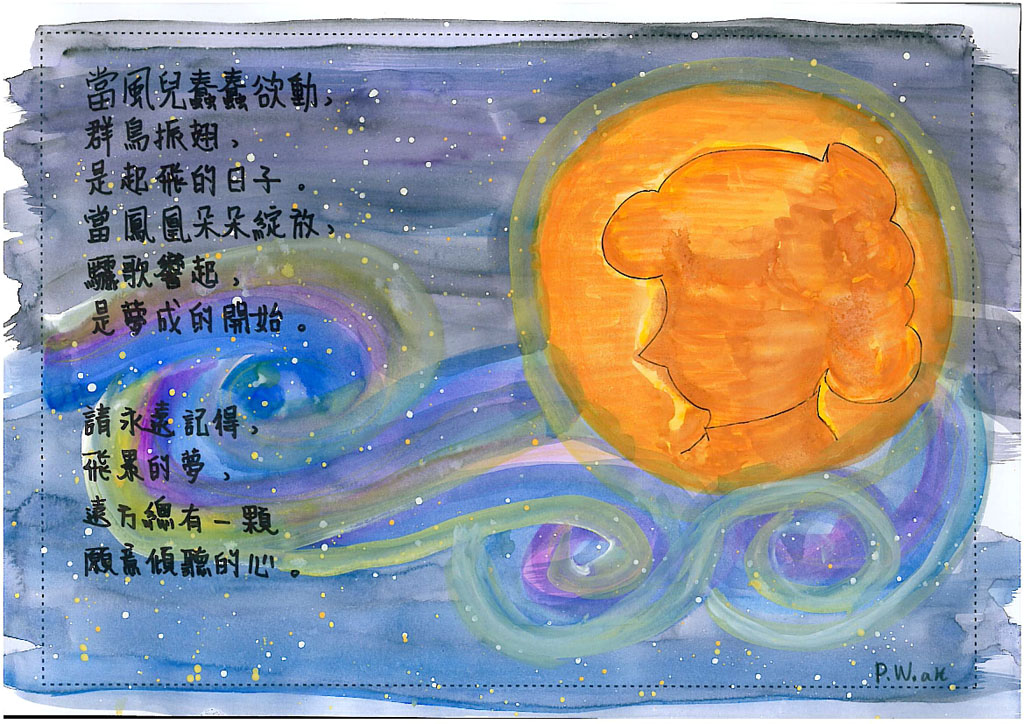 當風兒蠢蠢欲動，
群鳥振翅，
是起飛的日子。
當鳳凰朵朵綻放，
驪歌響起，
是夢成的開始。
請永遠記得，
飛累的夢，
遠方總有一顆
願意傾聽的心。
P.W.aк